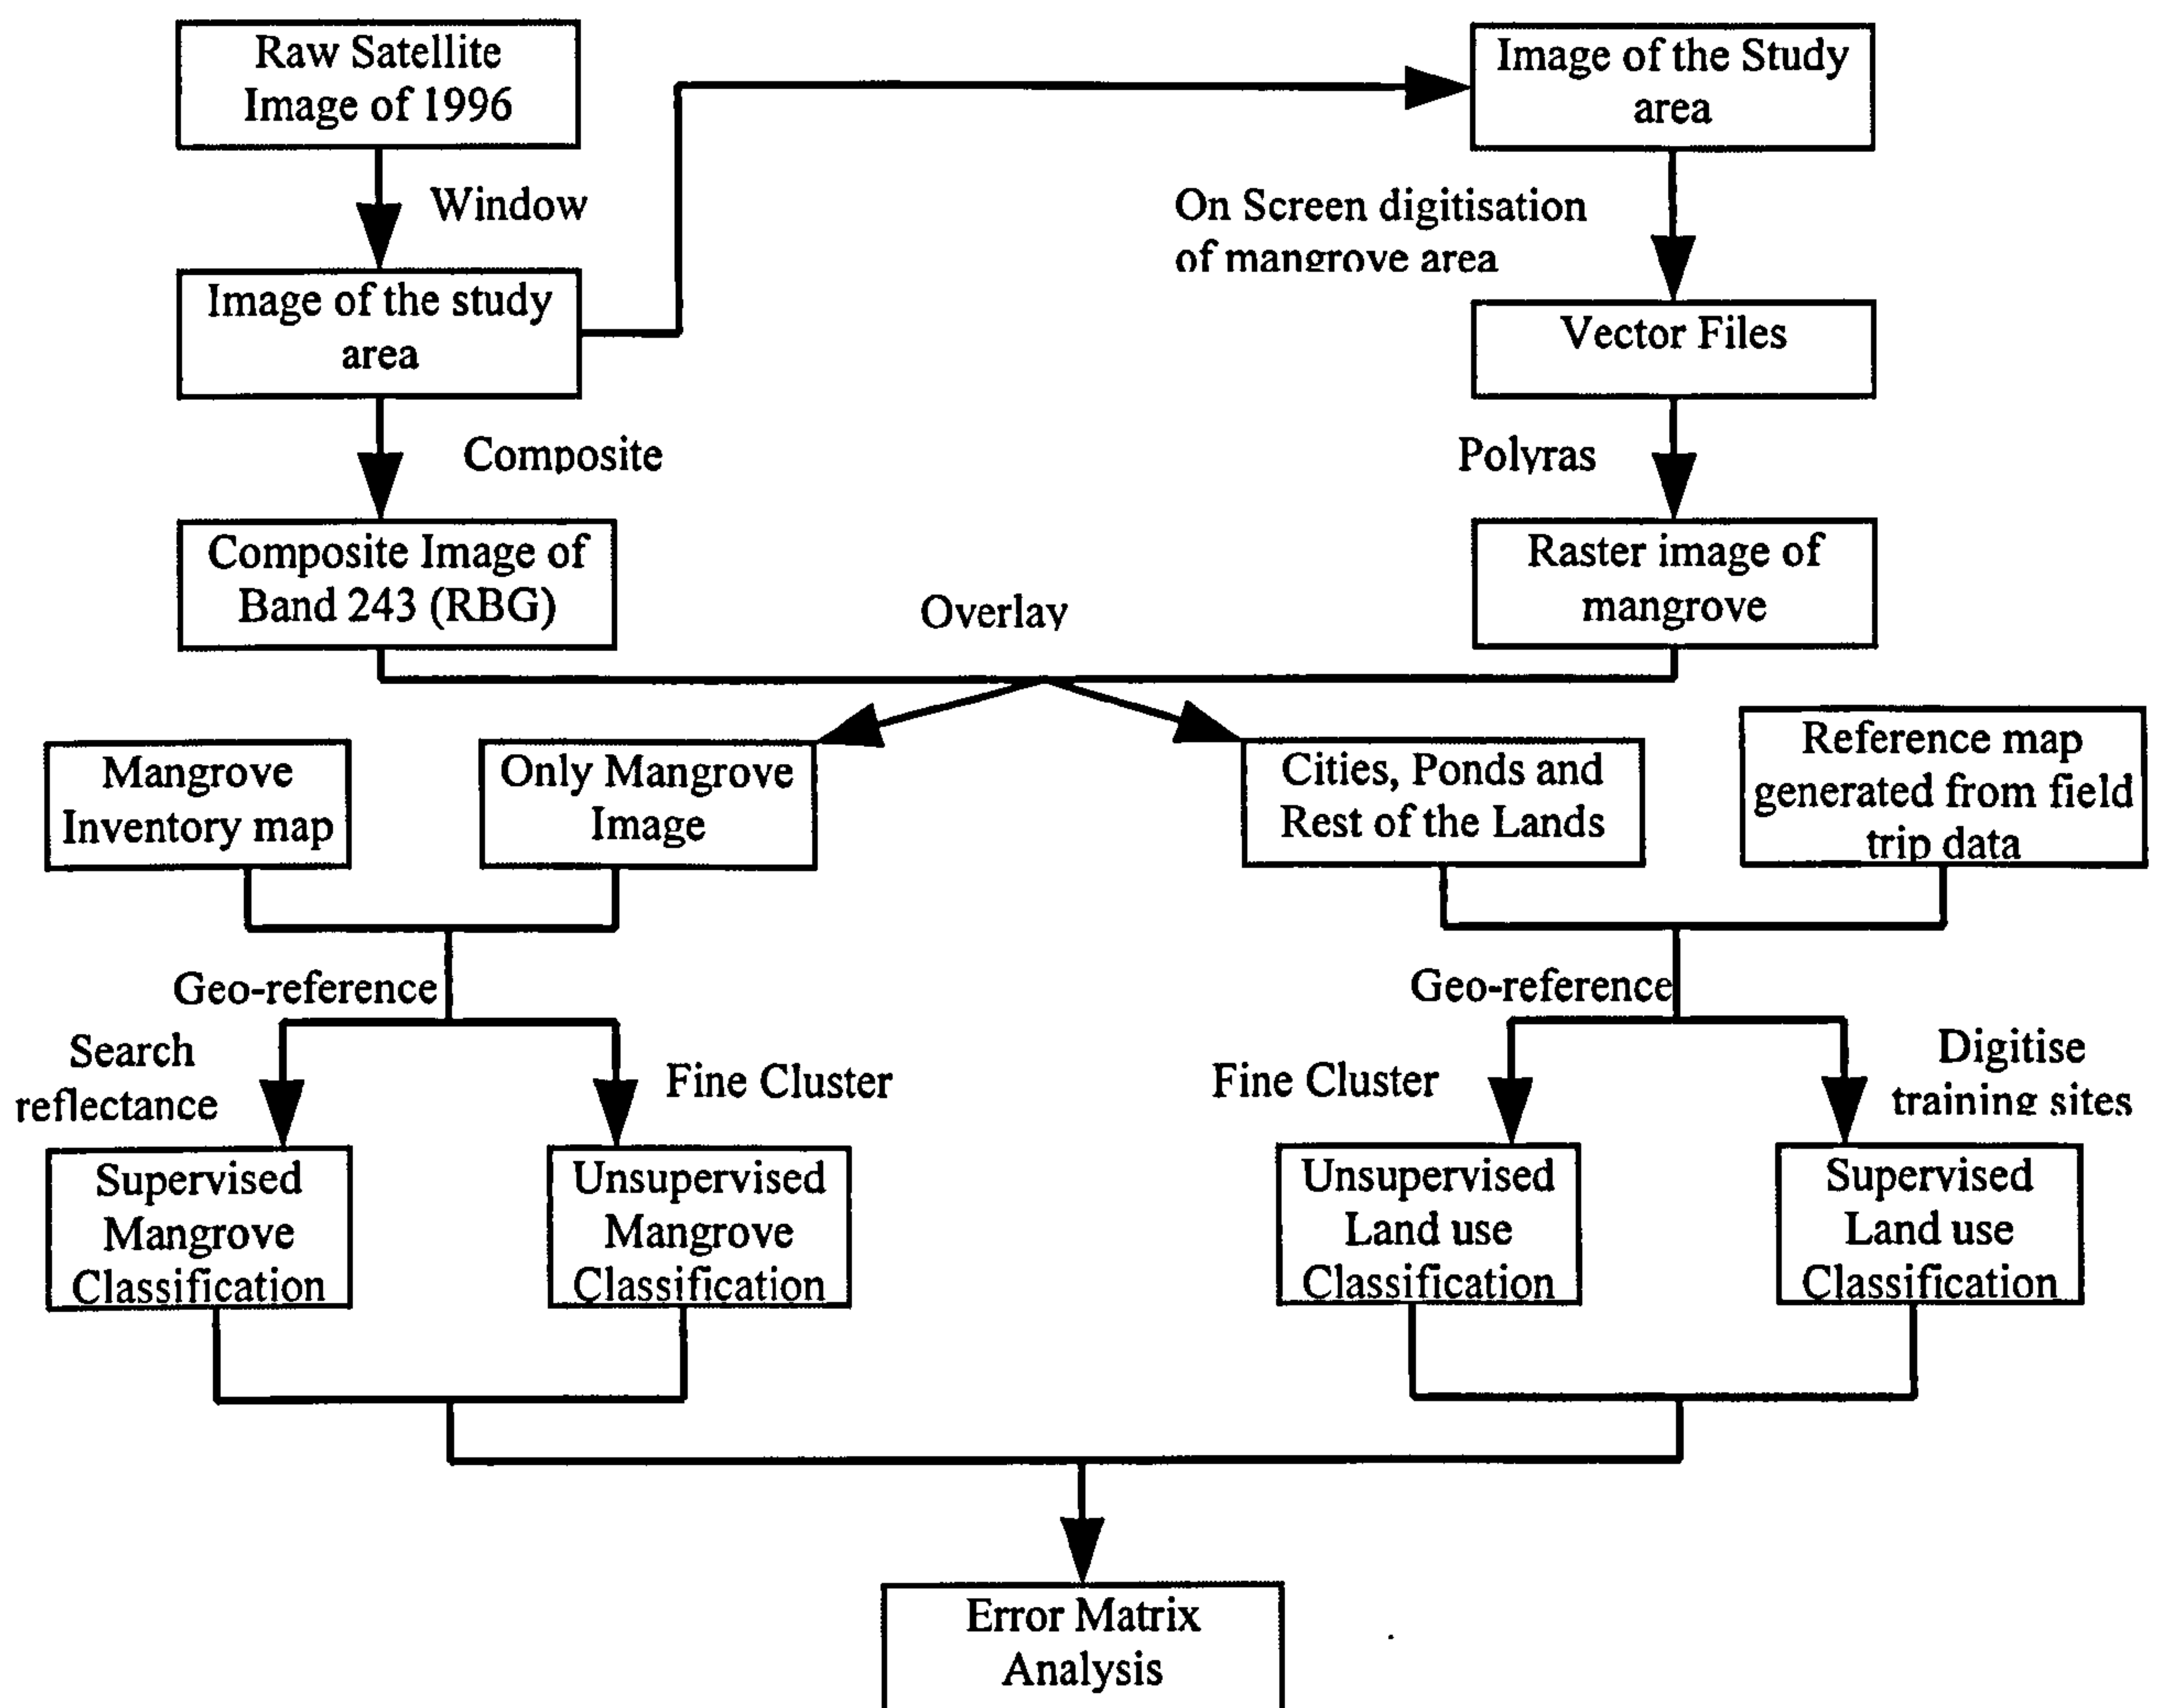 Raw Satellite
Image of 1996
Image of the Study
area
Window
On Screen digitisation
of mangrove area
Image of the study
area
Vector Files
Composite
Polyras
Composite Image of
Band 243 (RBG)
Overlay
Raster image of
mangrove
Mangrove
Inventory map
Only Mangrove
Image
Cities, Ponds and
Rest of the Lands
Reference map
generated from field
trip data
Geo-reference
Geo-reference
Search
reflectance
Fine Cluster
Fine Cluster
Digitise
training sites
Supervised
Mangrove
Classification
Unsupervised
Mangrove
Classification
Unsupervised
Land use
Classification
Supervised
Land use
Classification
Error Matrix
Analysis